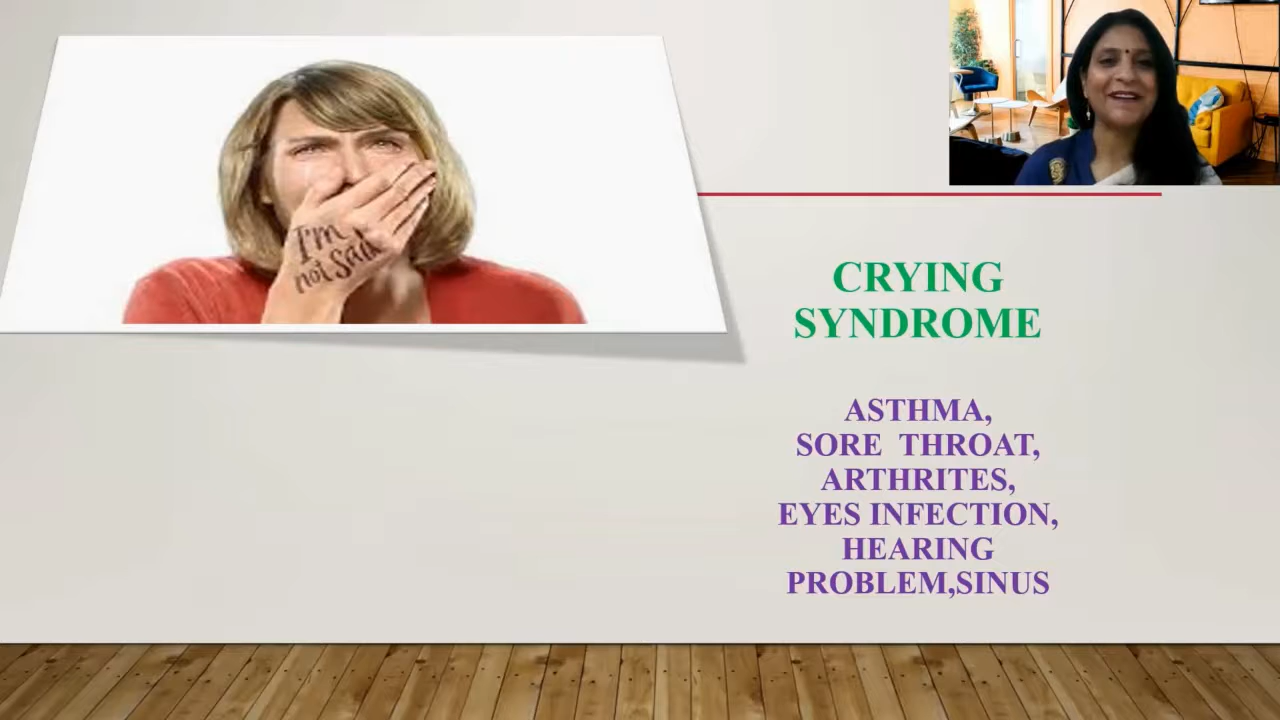 I'm
not sad
CRYING
SYNDROME
ASTHMA,
SORE THROAT,
ARTHRITES,
EYES INFECTION,
HEARING
PROBLEM,SINUS